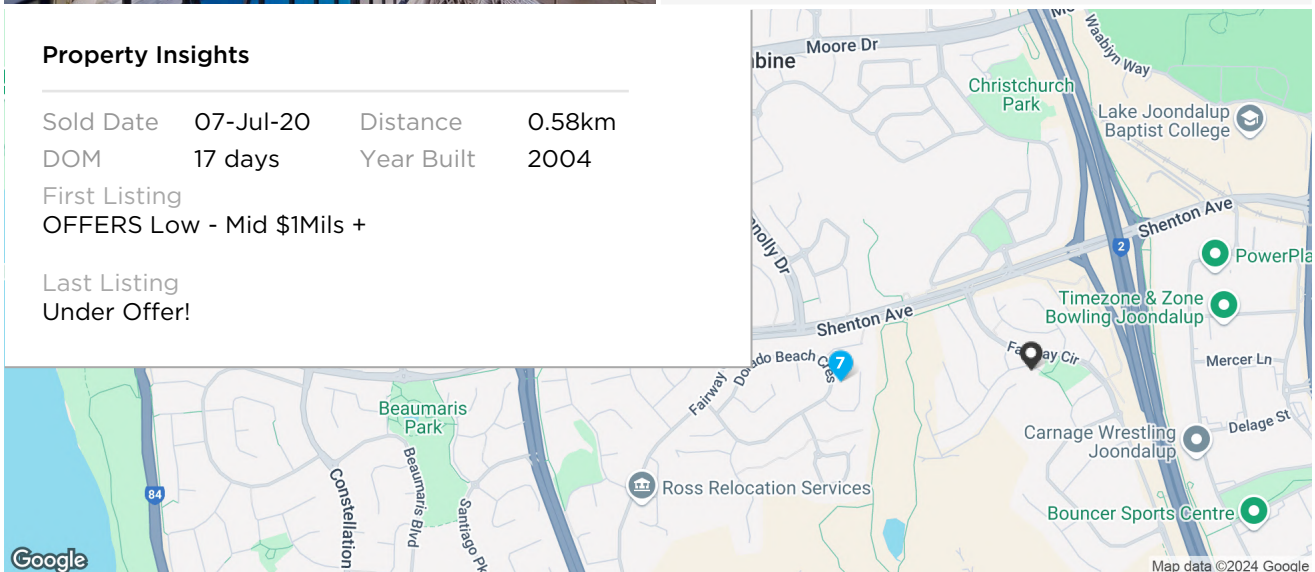 Property Insights
Sold Date 07-Jul-20 Distance 0.58km
DOM 17 days Year Built 2004
First Listing
OFFERS Low - Mid $1Mils +
Last Listing
Under Offer!
Moore Dr
Waabiyn Way
Christchurch
Park
Lake Joondalup
Baptist College
Shenton Ave
2
PowerPla
Timezone & Zone
Bowling Joondalup
Shenton Ave
Mercer Ln
7
Fairway
Delage St
Carnage Wrestling
Joondalup
Beaumaris
Park
Ross Relocation Services
Bouncer Sports Centre
84
Constellation
Beaumaris Blvd
Santiago Pk
Google
Map data ©2024 Google